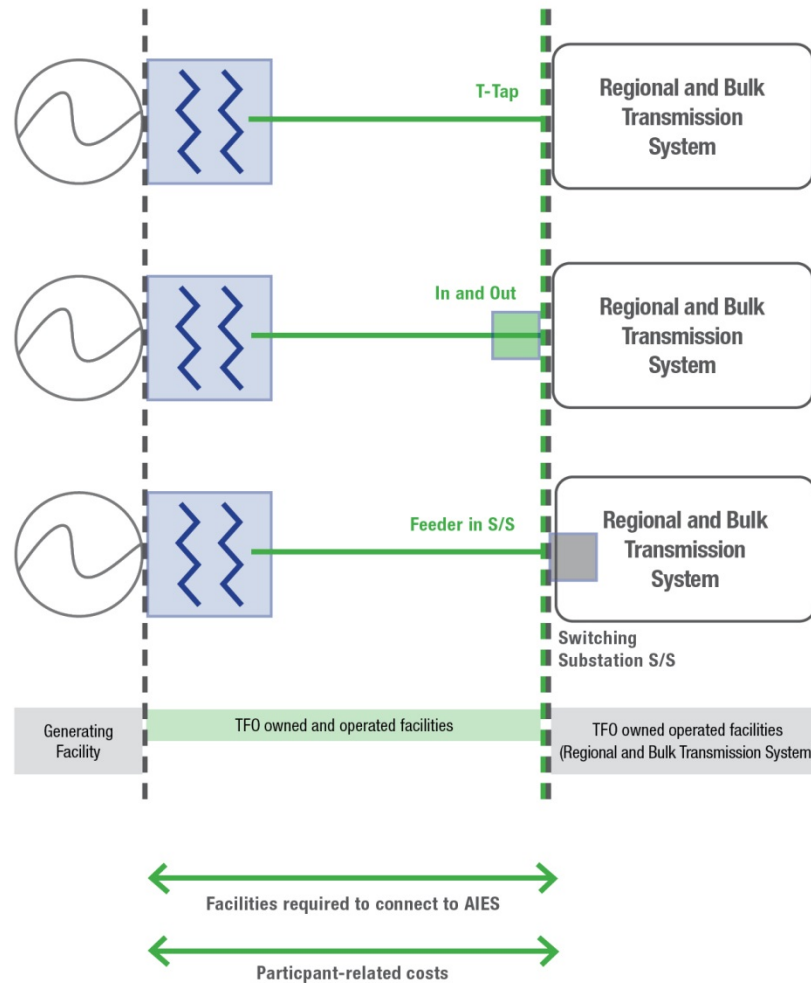 T-Tap
Regional and Bulk
Transmission
System
In and Out
Regional and Bulk
Transmission
System
Feeder in S/S
Regional and Bulk
Transmission
System
Switching
Substation S/S
Generating
Facility
TFO owned and operated facilities
TFO owned operated facilities
(Regional and Bulk Transmission System
Facilities required to connect to AIES
Particpant-related costs